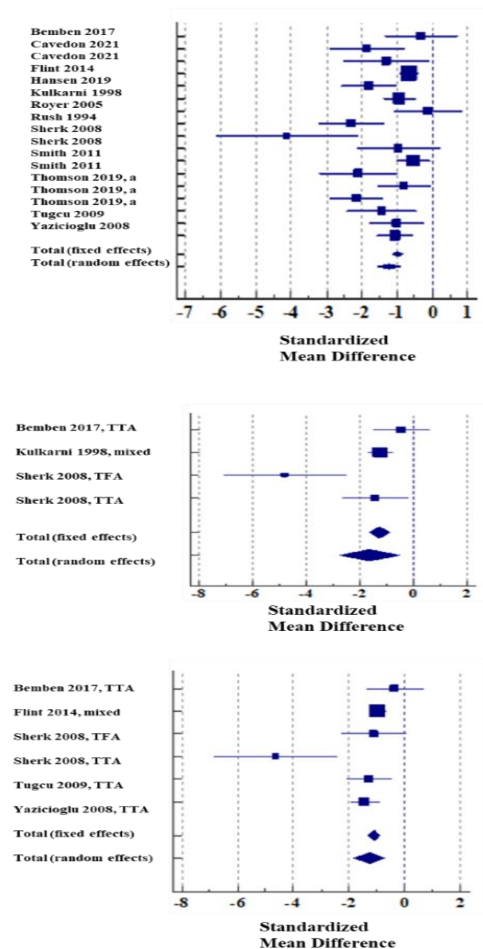 Bemben 2017
Cavedon 2021
Cavedon 2021
Flint 2014
Hansen 2019
Kulkarni 1998
Royer 2005
Rush 1994
Sherk 2008
Sherk 2008
Smith 2011
Smith 2011
Thomson 2019, a
Thomson 2019, a
Thomson 2019, a
Tugcu 2009
Yazicioglu 2008
Total (fixed effects)
Total (random effects)
-7 -6 -5 -4 -3 -2 -1 0 1
Standardized
Mean Difference
Bemben 2017, TTA
Kulkarni 1998, mixed
Sherk 2008, TFA
Sherk 2008, TTA
Total (fixed effects)
Total (random effects)
-8 -6 -4 -2 0 2
Standardized
Mean Difference
Bemben 2017, TTA
Flint 2014, mixed
Sherk 2008, TFA
Sherk 2008, TTA
Tugcu 2009, TTA
Yazicioglu 2008, TTA
Total (fixed effects)
Total (random effects)
-8 -6 -4 -2 0 2
Standardized
Mean Difference